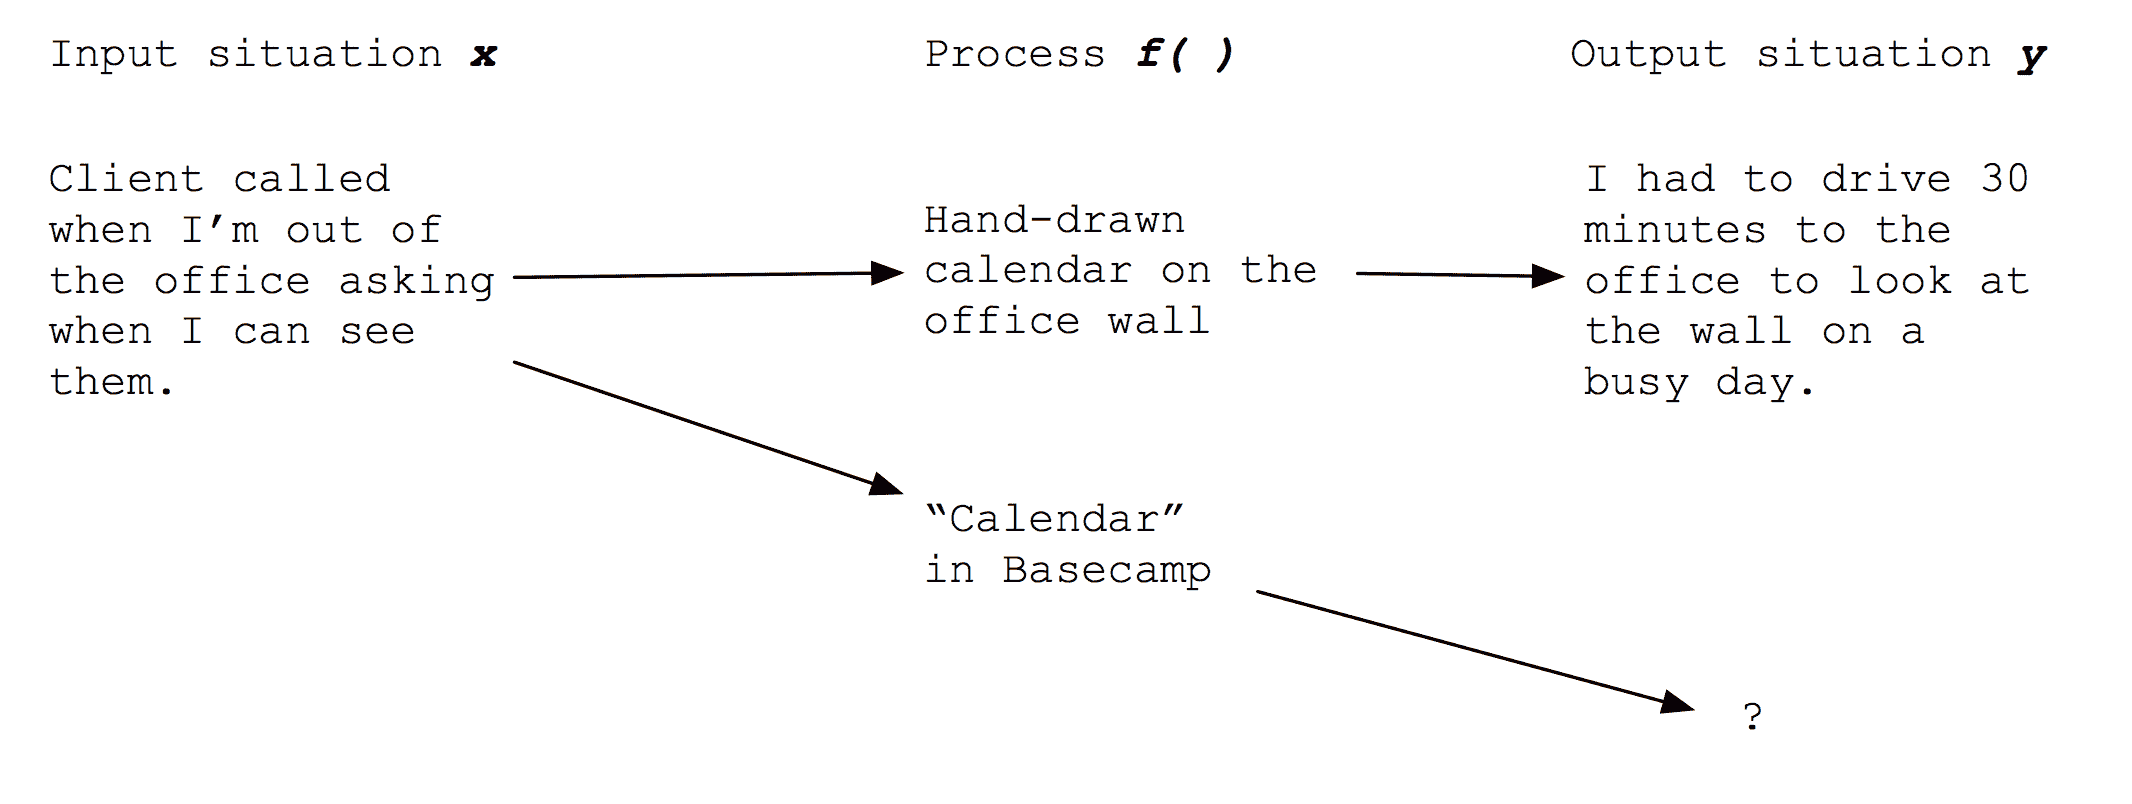 Input situation x
Process f( )
Output situation y
Client called
when I’m out of
the office asking
when I can see
them.
Hand-drawn
calendar on the
office wall
I had to drive 30
minutes to the
office to look at
the wall on a
busy day.
“Calendar”
in Basecamp
?